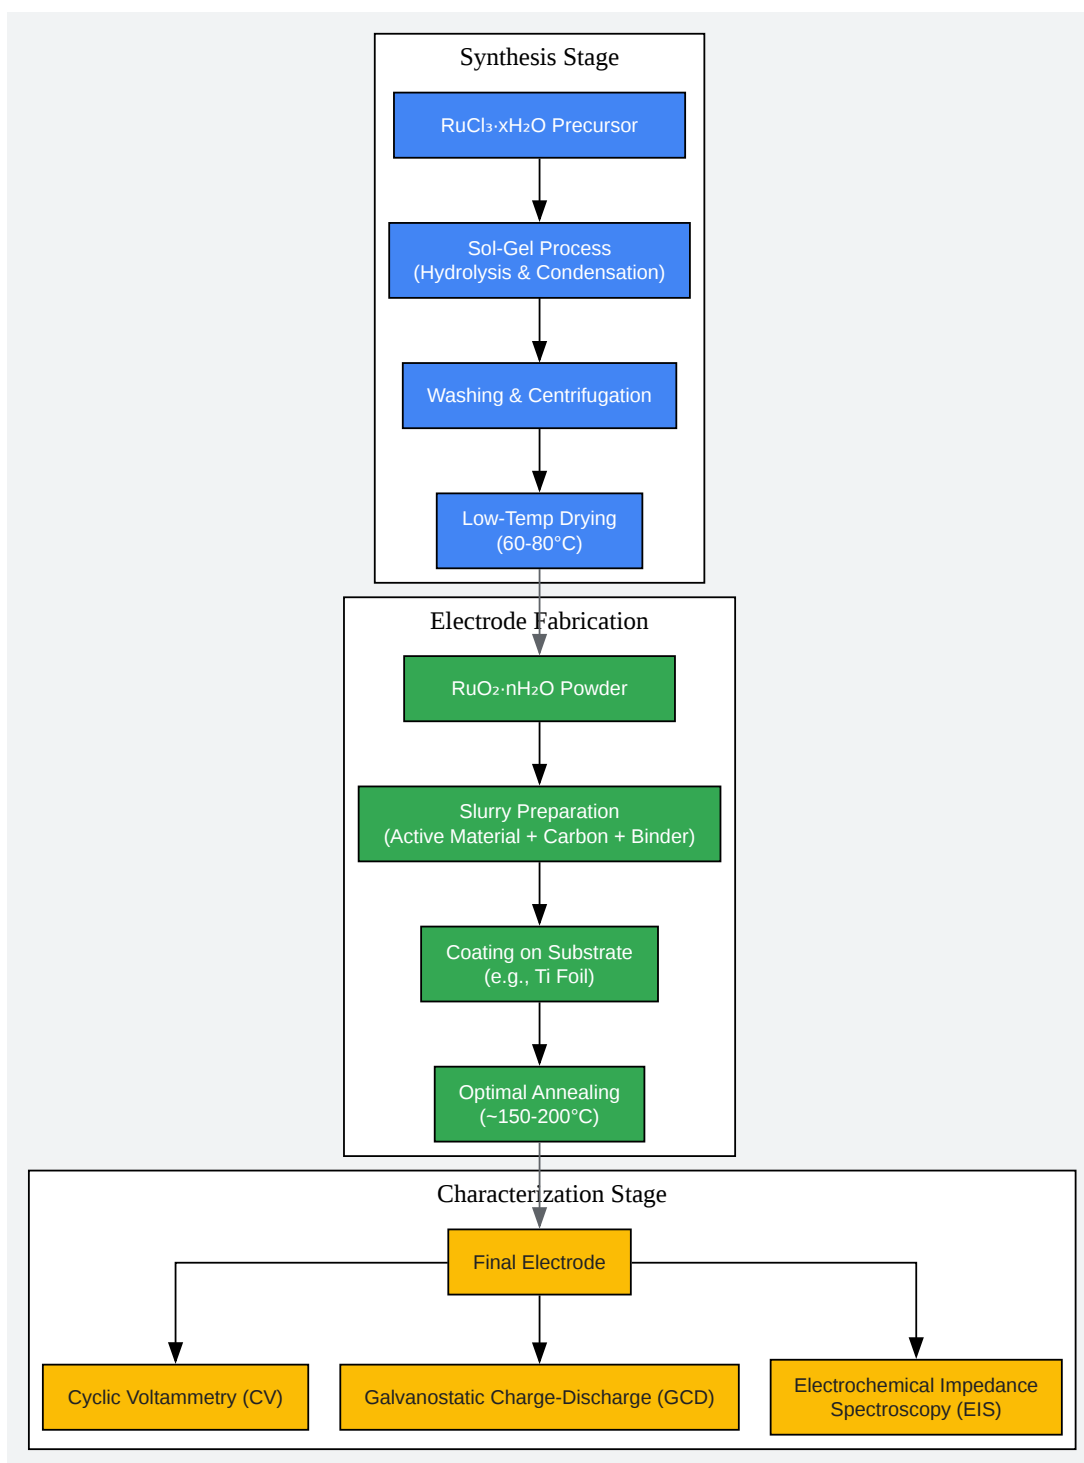 Synthesis Stage
RuCl₃·xH₂O Precursor
Sol-Gel Process
(Hydrolysis & Condensation)
Washing & Centrifugation
Low-Temp Drying
(60-80°C)
Electrode Fabrication
RuO₂·nH₂O Powder
Slurry Preparation
(Active Material + Carbon + Binder)
Coating on Substrate
(e.g., Ti Foil)
Optimal Annealing
(~150-200°C)
Characterization Stage
Final Electrode
Cyclic Voltammetry (CV)
Galvanostatic Charge-Discharge (GCD)
Electrochemical Impedance
Spectroscopy (EIS)